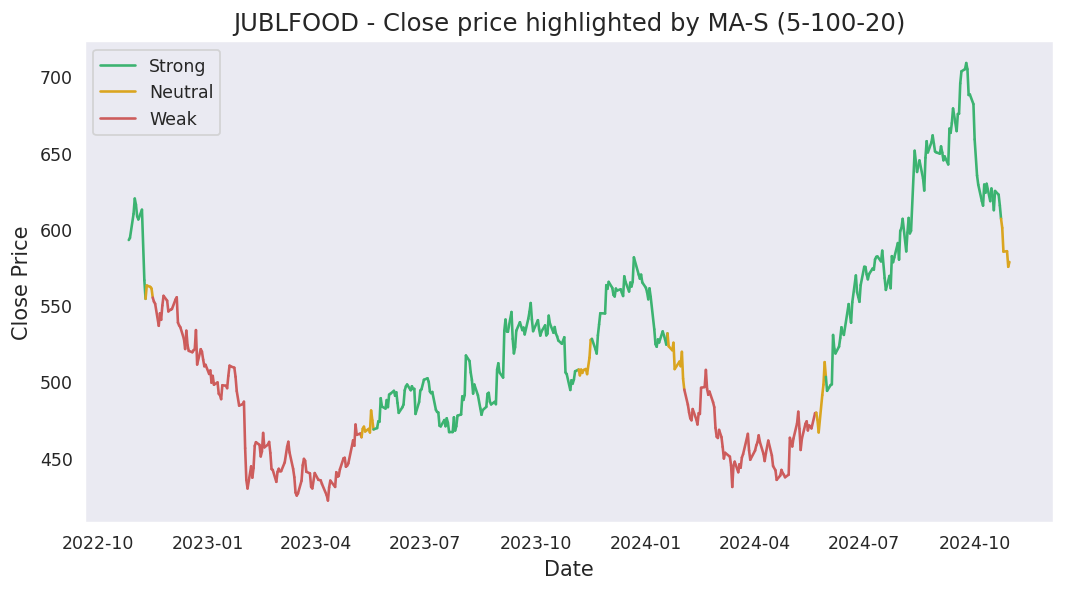 JUBLFOOD - Close price highlighted by MA-S (5-100-20)
Strong
Neutral
Weak
Close Price
700
650
600
550
500
450
2022-10 2023-01 2023-04 2023-07 2023-10 2024-01 2024-04 2024-07 2024-10
Date